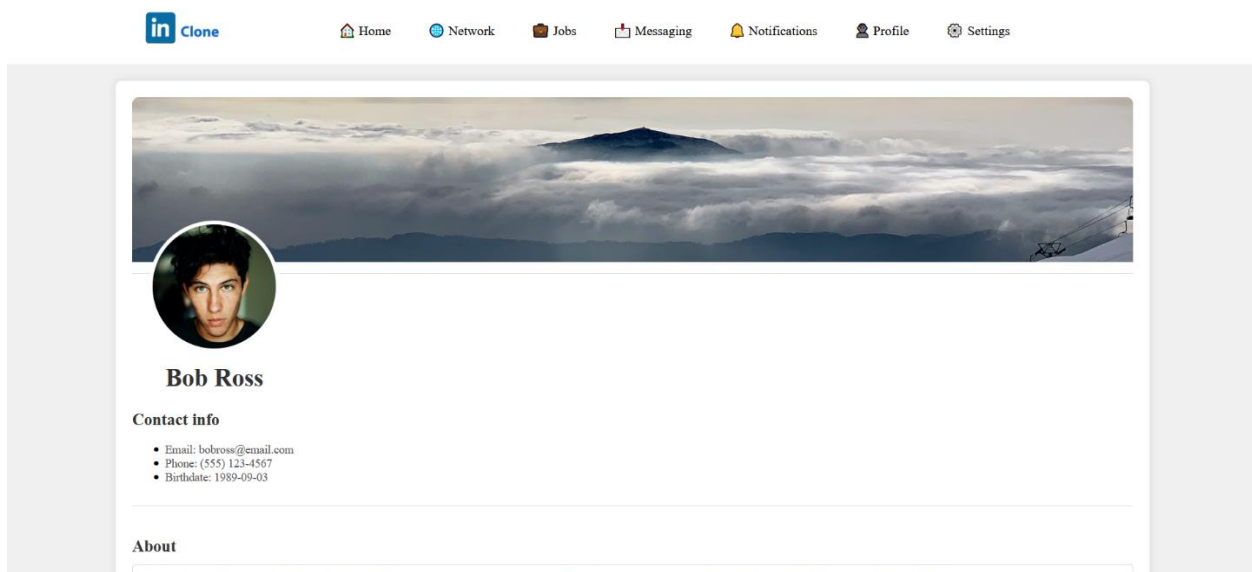 in Clone
Home Network Jobs Messaging Notifications Profile Settings
Bob Ross
Contact info
Email: bobross@email.com
Phone: (555) 123-4567
Birthdate: 1989-09-03
About